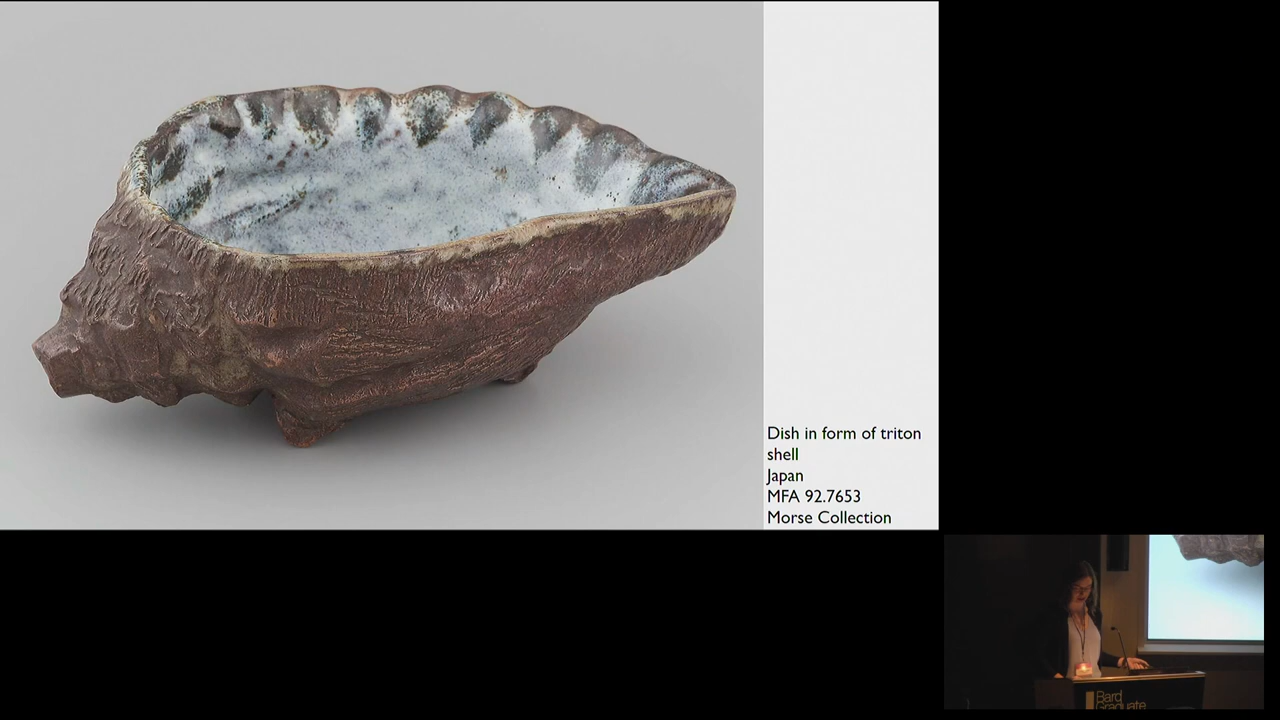 Dish in form of triton
shell
Japan
MFA 92.7653
Morse Collection
Bard
Graduate